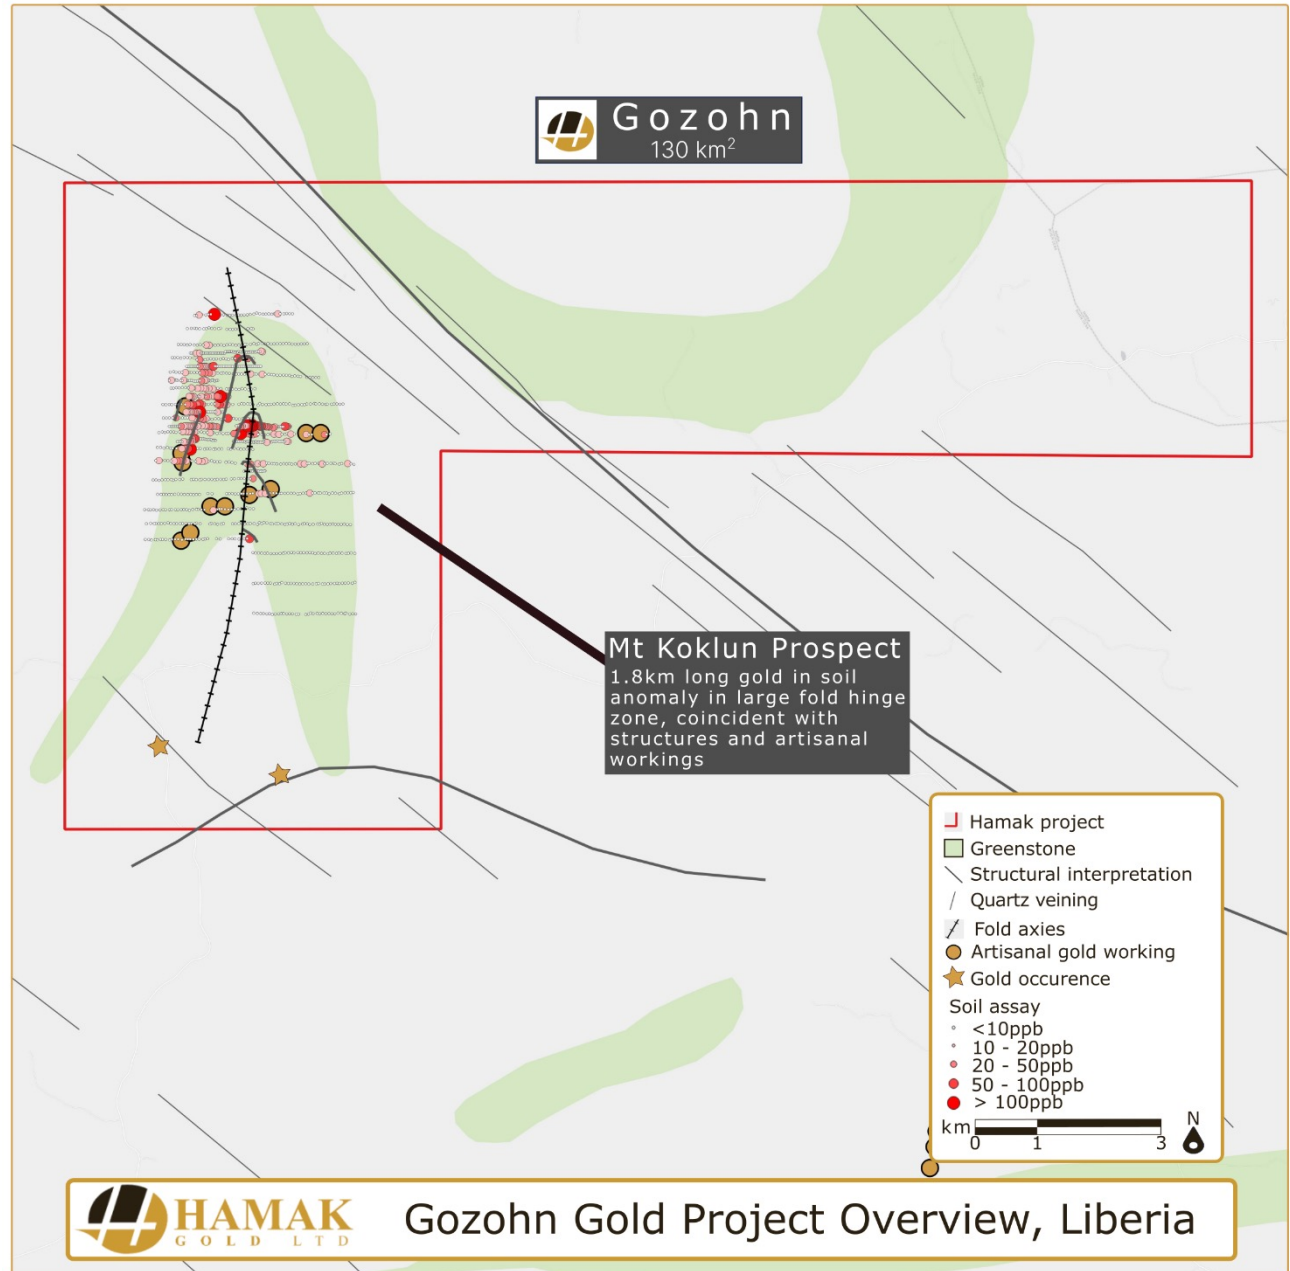 Gozohn
130 km²
Mt Koklun Prospect
1.8km long gold in soil
anomaly in large fold hinge
zone, coincident with
structures and artisanal
workings
Hamak project
Greenstone
Structural interpretation
Quartz veining
Fold axies
Artisanal gold working
Gold occurence
Soil assay
<10ppb
10 - 20ppb
20 - 50ppb
50 - 100ppb
> 100ppb
km
0 1 3
N
HAMAK
GOLD LTD
Gozohn Gold Project Overview, Liberia